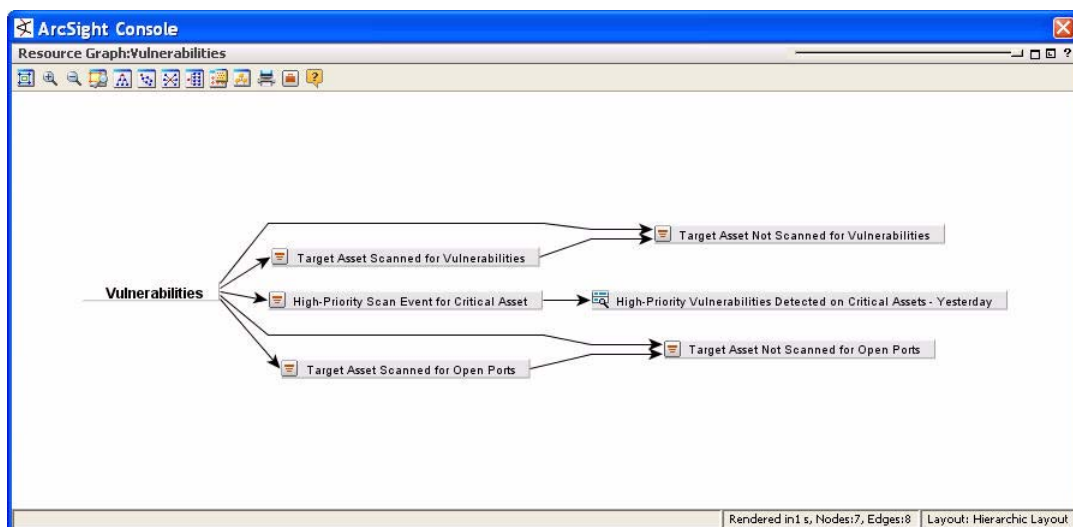 ArcSight Console
Resource Graph:Vulnerabilities
Target Asset Not Scanned for Vulnerabilities
Target Asset Scanned for Vulnerabilities
Vulnerabilities
High-Priority Scan Event for Critical Asset
High-Priority Vulnerabilities Detected on Critical Assets - Yesterday
Target Asset Not Scanned for Open Ports
Target Asset Scanned for Open Ports
Rendered in1 s, Nodes:7, Edges:8
Layout: Hierarchic Layout